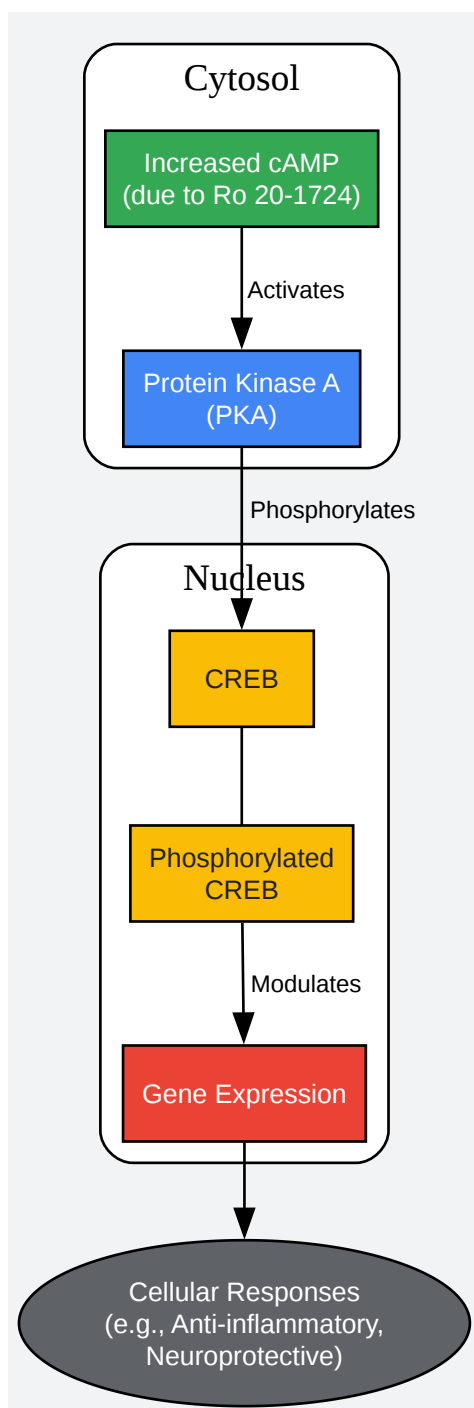 Cytosol
Increased cAMP
(due to Ro 20-1724)
Activates
Protein Kinase A
(PKA)
Phosphorylates
Nucleus
CREB
Phosphorylated
CREB
Modulates
Gene Expression
Cellular Responses
(e.g., Anti-inflammatory,
Neuroprotective)